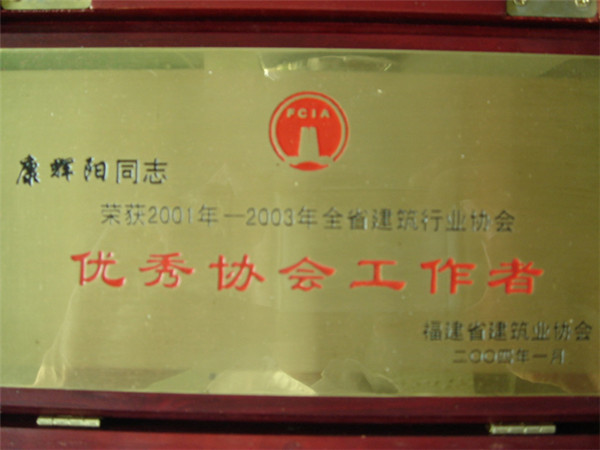 FCIA
康辉阳同志
荣获2001年—2003年全省建筑行业协会
优秀协会工作者
福建省建筑业协会
二〇〇四年一月